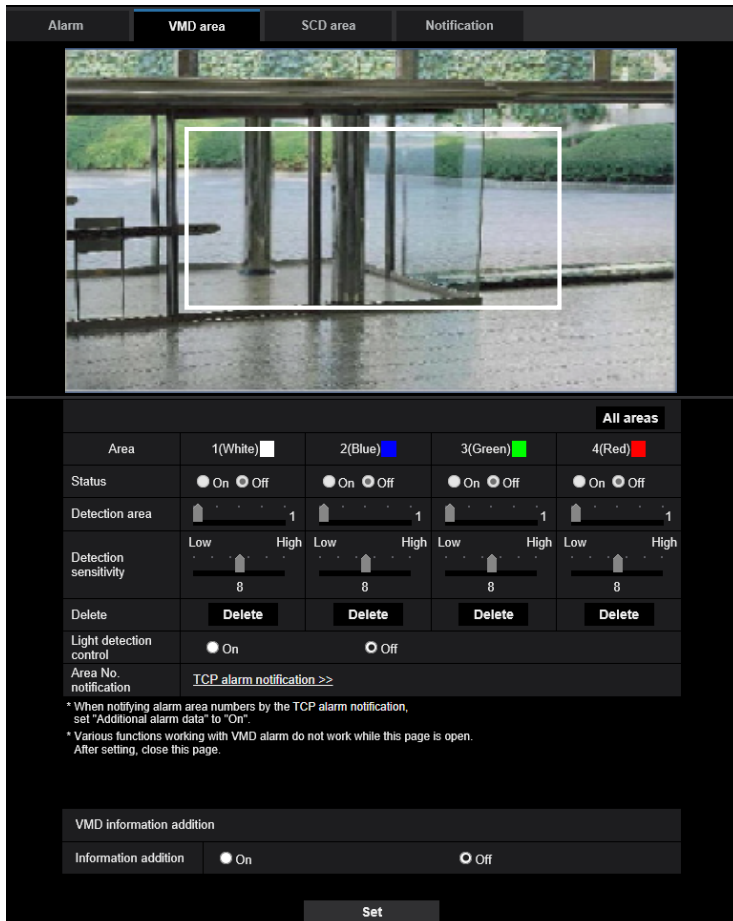 Alarm VMD area SCD area Notification
All areas
Area 1(White) 2(Blue) 3(Green) 4(Red)
Status On Off On Off On Off On Off
Detection area 1 1 1 1
Low High Low High Low High Low High
Detection
sensitivity
8 8 8 8
Delete Delete Delete Delete Delete
Light detection
control
On Off
Area No.
notification
TCP alarm notification >>
* When notifying alarm area numbers by the TCP alarm notification,
set "Additional alarm data" to "On".
* Various functions working with VMD alarm do not work while this page is open.
After setting, close this page.
VMD information addition
Information addition On Off
Set